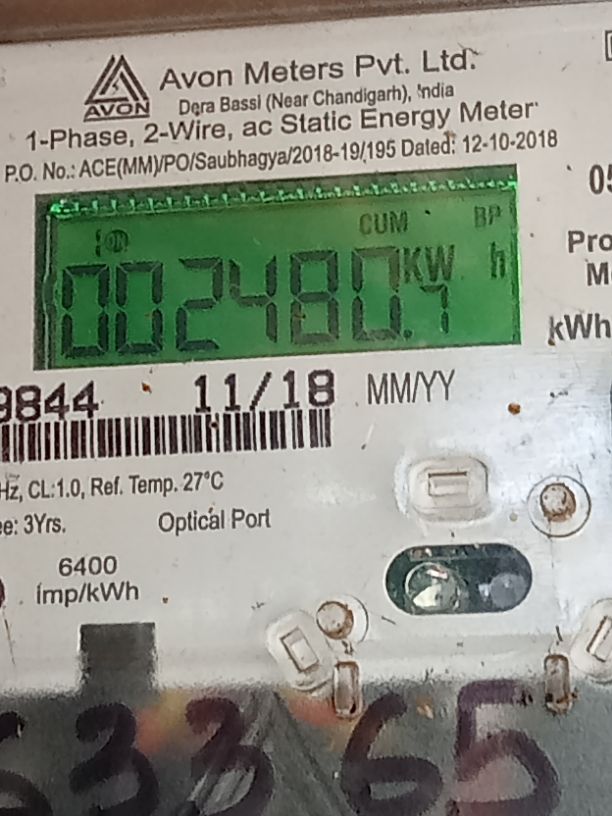 AVON
Avon Meters Pvt. Ltd.
Dera Bassi (Near Chandigarh), India
1-Phase, 2-Wire, ac Static Energy Meter
P.O. No.: ACE(MM)/PO/Saubhagya/2018-19/195 Dated: 12-10-2018
CUM BP
ON
002480.7 KW h
kWh
9844 11/18 MM/YY
Hz, CL:1.0, Ref. Temp. 27°C
3Yrs. Optical Port
6400
imp/kWh
63365